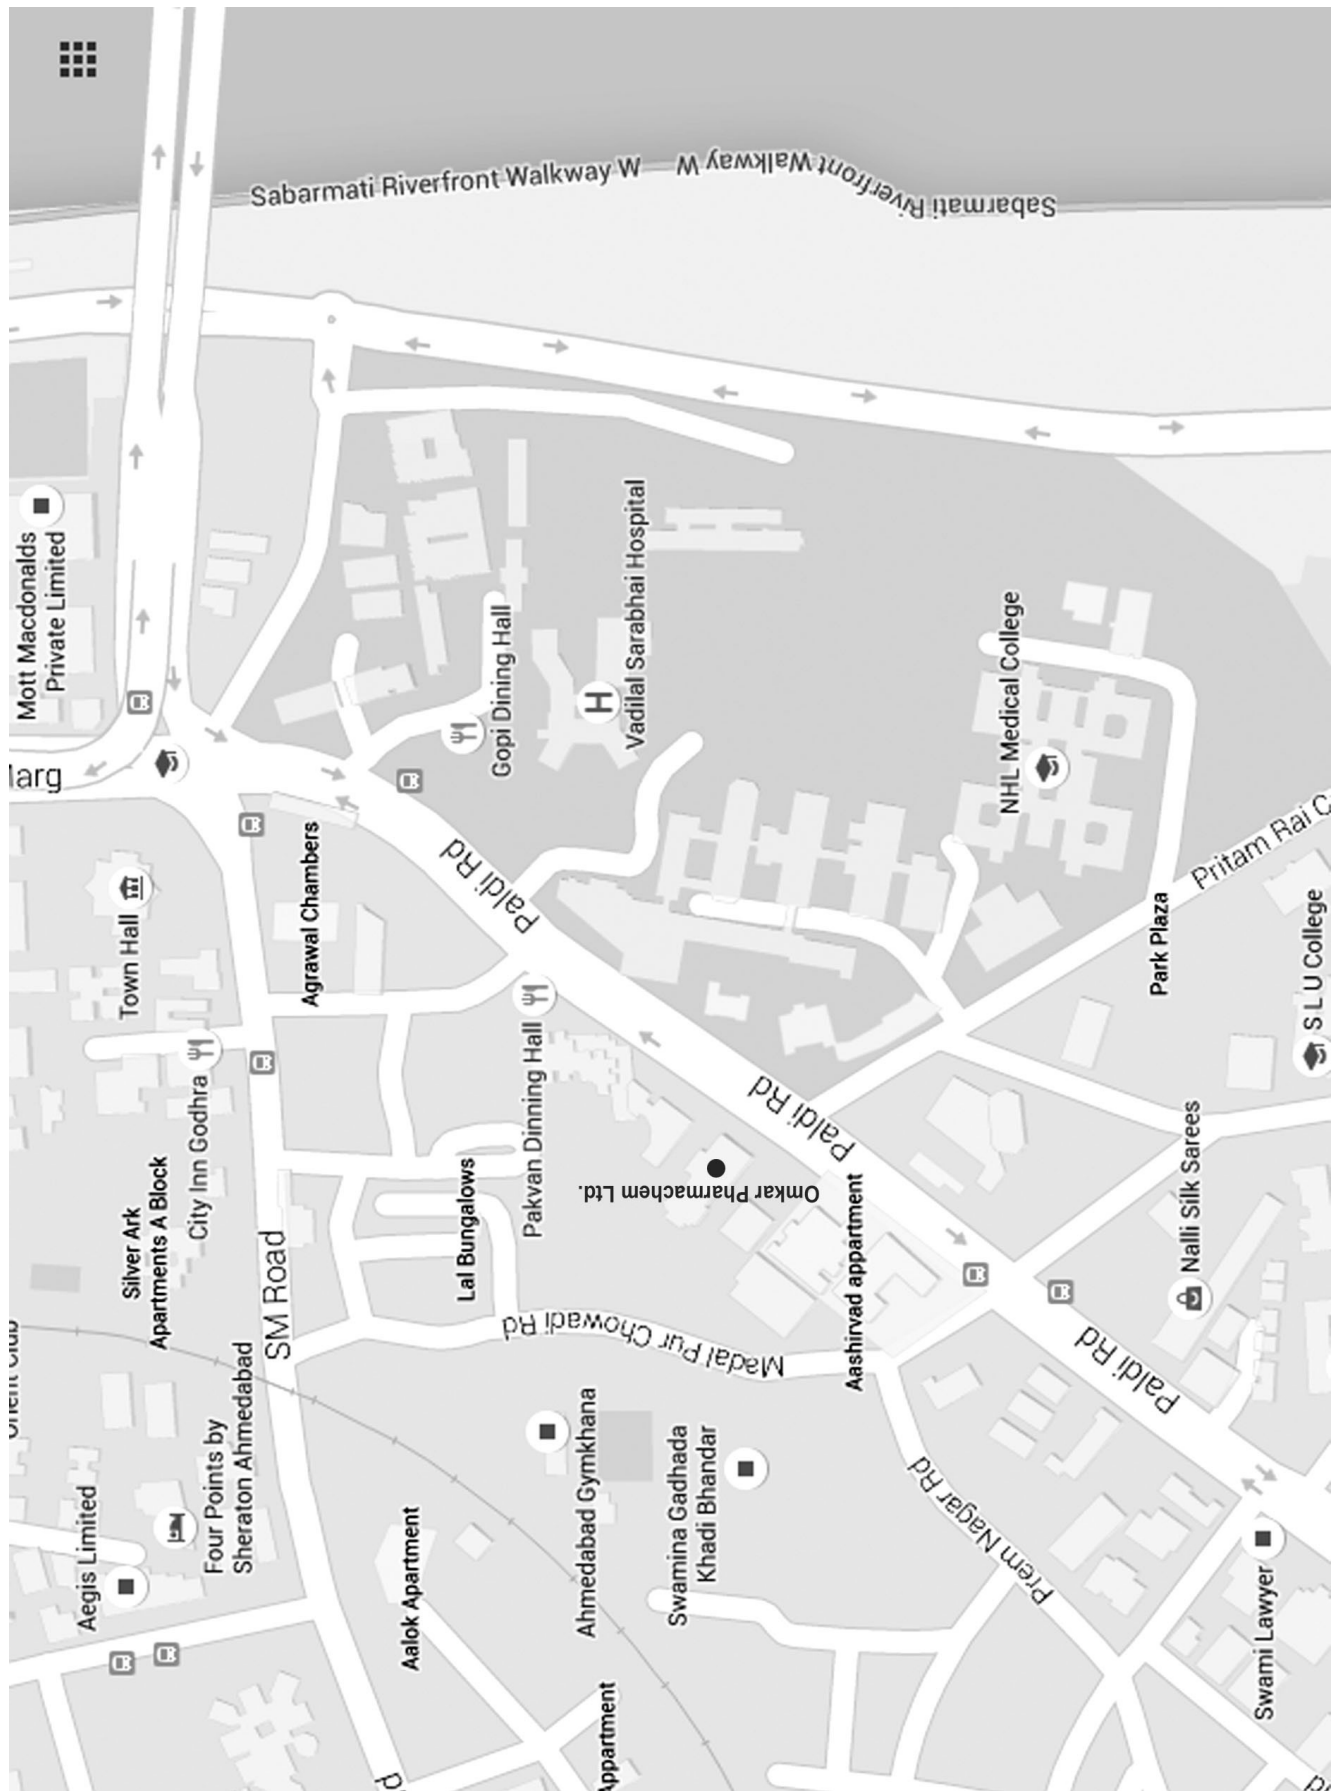 Sabarmati Riverfront Walkway W
Sabarmati Riverfront Walkway W
Mott Macdonalds
Private Limited
Gopi Dining Hall
Vadilal Sarabhai Hospital
NHL Medical College
Agrawal Chambers
Paldi Rd
Pritam Rai
Town Hall
Park Plaza
S L U College
City Inn Godhra
Pakvan Dinning Hall
Paldi Rd
Paldi Rd
Silver Ark
Apartments A Block
Lal Bungalows
Omkar Pharmachem Ltd.
Aashirvad appartment
Nalli Silk Sarees
SM Road
Madal Pur Chowadi Rd
Paldi Rd
Four Points by
Sheraton Ahmedabad
Ahmedabad Gymkhana
Swamina Gadhada
Khadi Bhandar
Aegis Limited
Aalok Apartment
Prem Nagar Rd
Swami Lawyer
Appartment